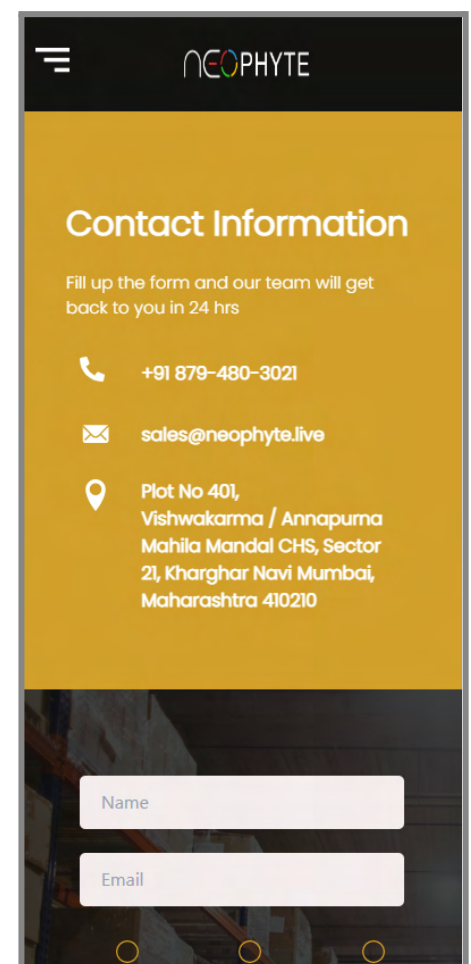 NEOPHYTE
Contact Information
Fill up the form and our team will get
back to you in 24 hrs
+91 879-480-3021
sales@neophyte.live
Plot No 401,
Vishwakarma / Annapurna
Mahila Mandal CHS, Sector
21, Kharghar Navi Mumbai,
Maharashtra 410210
Name
Email